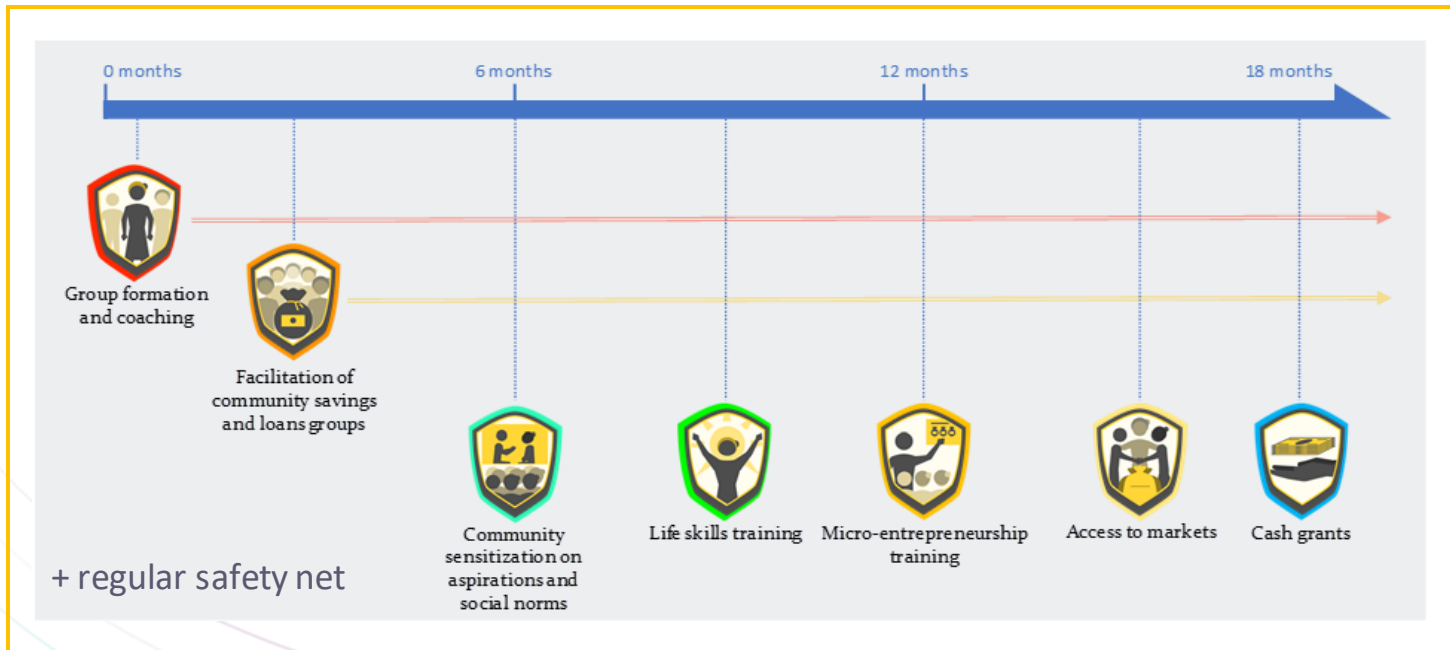 0 months
6 months
12 months
18 months
Group formation
and coaching
Facilitation of
community savings
and loans groups
Community
sensitization on
aspirations and
social norms
Life skills training
Micro-entrepreneurship
training
Access to markets
Cash grants
+ regular safety net